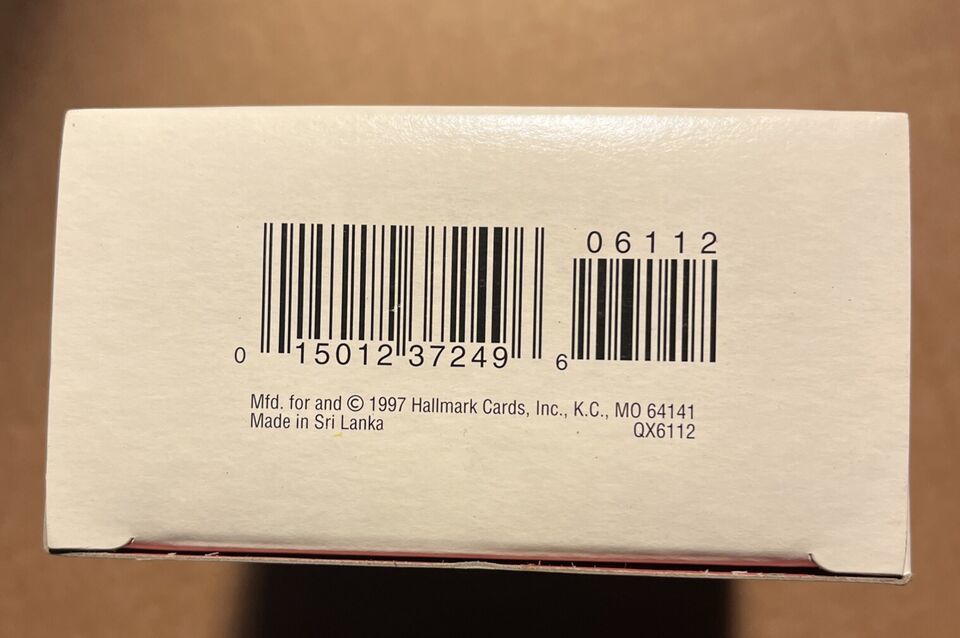 06112
0 15012 37249 6
Mfd. for and © 1997 Hallmark Cards, Inc., K.C., MO 64141
Made in Sri Lanka
QX6112